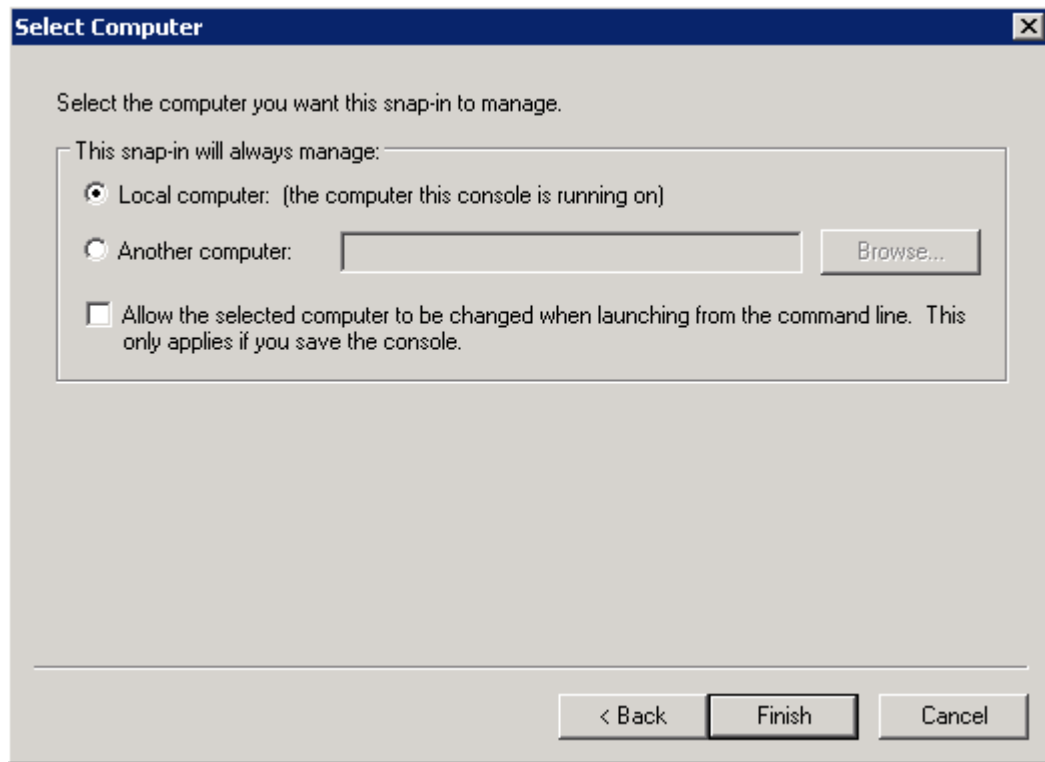 Select Computer
Select the computer you want this snap-in to manage.
This snap-in will always manage:
Local computer:  (the computer this console is running on)
Another computer:
Browse...
Allow the selected computer to be changed when launching from the command line.  This
only applies if you save the console.
< Back
Finish
Cancel